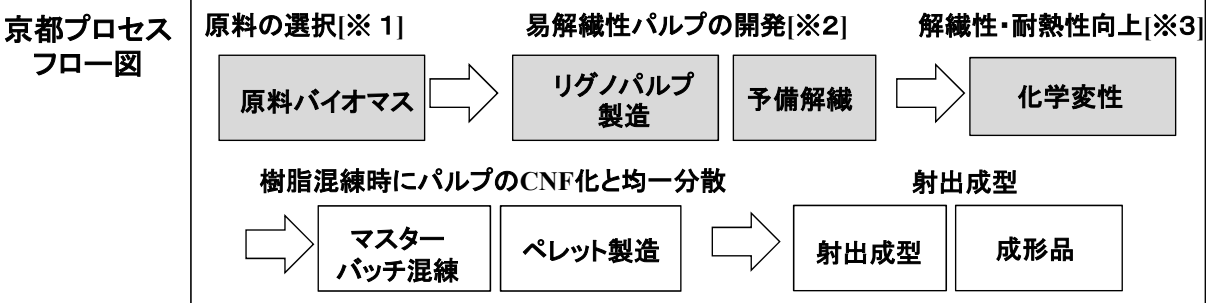 京都プロセス
フロー図
原料の選択[※1]
易解繊性パルプの開発[※2]
解繊性・耐熱性向上[※3]
原料バイオマス
リグノパルプ
製造
予備解繊
化学変性
樹脂混練時にパルプのCNF化と均一分散
射出成型
マスター
バッチ混練
ペレット製造
射出成型
成形品